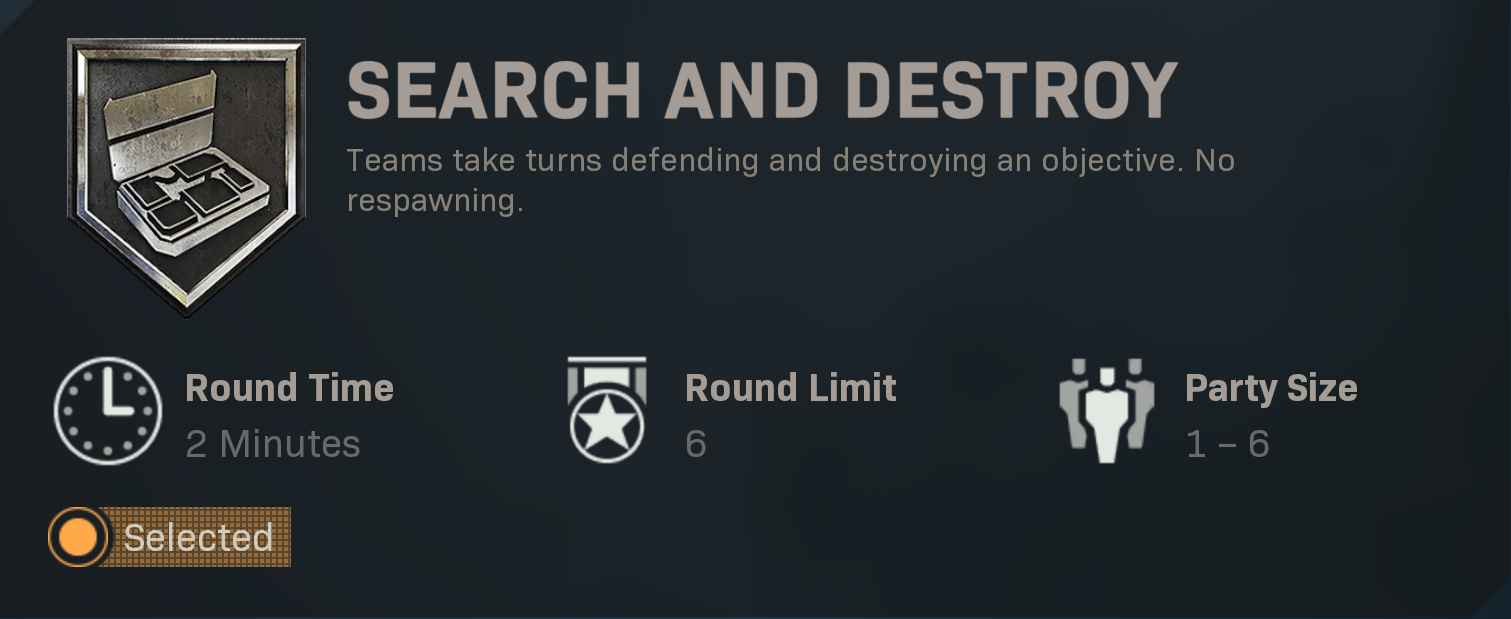 SEARCH AND DESTROY
Teams take turns defending and destroying an objective. No
respawning.
Round Time
2 Minutes
Round Limit
6
Party Size
1 – 6
Selected